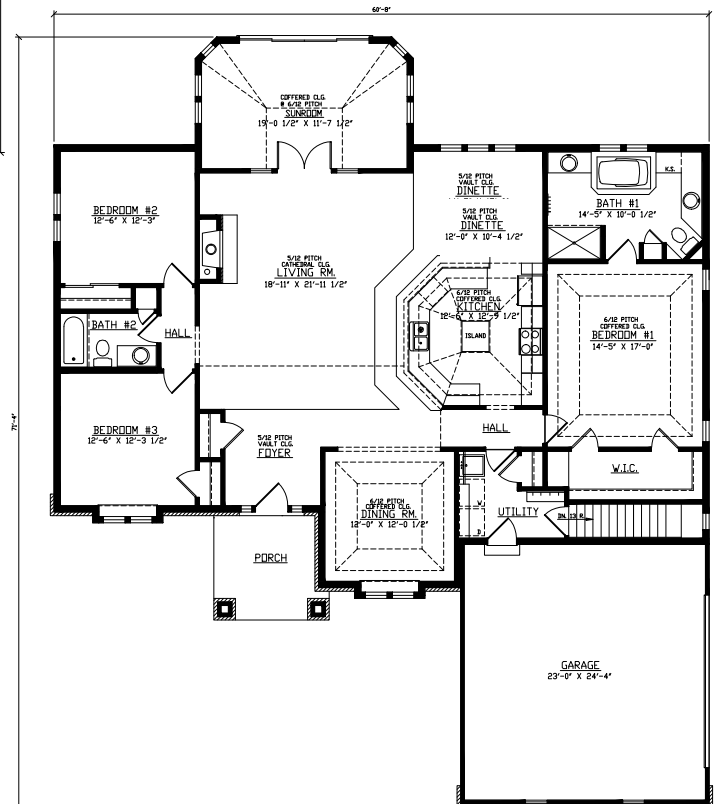 60'-8"
COFFERED CLG.
@ 6/12 PITCH
SUNROOM
19'-0 1/2" X 11'-7 1/2"
BEDROOM #2
12'-6" X 12'-3"
5/12 PITCH
VAULT CLG.
DINETTE
5/12 PITCH
VAULT CLG.
DINETTE
12'-0" X 10'-4 1/2"
K.S.
BATH #1
14'-5" X 10'-0 1/2"
5/12 PITCH
CATHEDRAL CLG.
LIVING RM.
18'-11" X 21'-11 1/2"
6/12 PITCH
COFFERED CLG.
KITCHEN
12'-6" X 12'-9 1/2"
ISLAND
6/12 PITCH
COFFERED CLG.
BEDROOM #1
14'-5" X 17'-0"
BATH #2
HALL
71'-4"
BEDROOM #3
12'-6" X 12'-3 1/2"
5/12 PITCH
VAULT CLG.
FOYER
HALL
W.I.C.
6/12 PITCH
COFFERED CLG.
DINING RM.
12'-0" X 12'-0 1/2"
W
D
UTILITY
DN. 13 R.
PORCH
GARAGE
23'-0" X 24'-4"